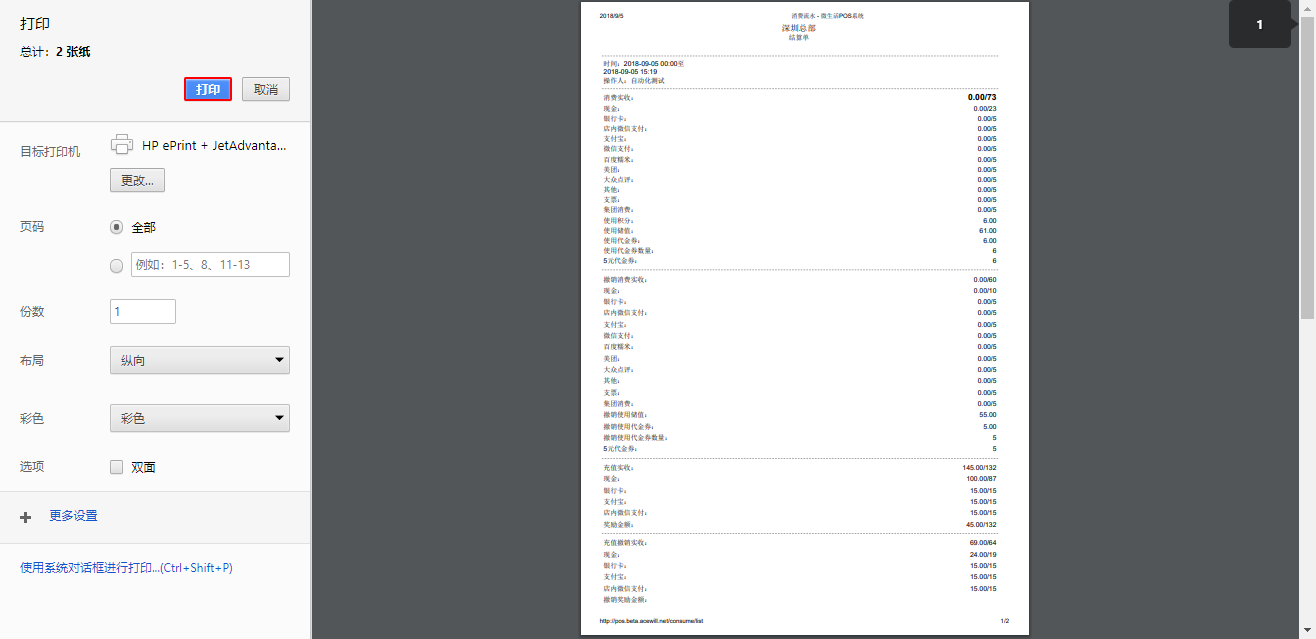 打印
总计：2 张纸
打印
取消
目标打印机
HP ePrint + JetAdvanta...
更改...
页码
全部
例如：1-5、8、11-13
份数
1
布局
纵向
彩色
彩色
选项
双面
更多设置
使用系统对话框进行打印...(Ctrl+Shift+P)
2018/9/5
消费流水 - 微生活POS系统
深圳总部
结算单
时间：2018-09-05 00:00至
2018-09-05 15:19
操作人：自动化测试
消费实收： 0.00/73
现金： 0.00/23
银行卡： 0.00/5
店内微信支付： 0.00/5
支付宝： 0.00/5
微信支付： 0.00/5
百度糯米： 0.00/5
美团： 0.00/5
大众点评： 0.00/5
其他： 0.00/5
支票： 0.00/5
集团消费： 0.00/5
使用积分： 6.00
使用储值： 61.00
使用代金券： 6.00
使用代金券数量： 6
5元代金券： 6
撤销消费实收： 0.00/60
现金： 0.00/10
银行卡： 0.00/5
店内微信支付： 0.00/5
支付宝： 0.00/5
微信支付： 0.00/5
百度糯米： 0.00/5
美团： 0.00/5
大众点评： 0.00/5
其他： 0.00/5
支票： 0.00/5
集团消费： 0.00/5
撤销使用储值： 55.00
撤销使用代金券： 5.00
撤销使用代金券数量： 5
5元代金券： 5
充值实收： 145.00/132
现金： 100.00/87
银行卡： 15.00/15
支付宝： 15.00/15
店内微信支付： 15.00/15
奖励金额： 45.00/132
充值撤销实收： 69.00/64
现金： 24.00/19
银行卡： 15.00/15
支付宝： 15.00/15
店内微信支付： 15.00/15
撤销奖励金额：
http://pos.beta.acewill.net/consume/list
1/2
1